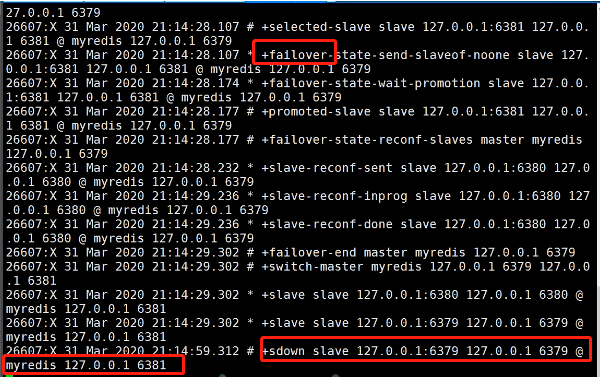 27.0.0.1 6379
26607:X 31 Mar 2020 21:14:28.107 # +selected-slave slave 127.0.0.1:6381 127.0.0.
1 6381 @ myredis 127.0.0.1 6379
26607:X 31 Mar 2020 21:14:28.107 * +failover-state-send-slaveof-noone slave 127.
0.0.1:6381 127.0.0.1 6381 @ myredis 127.0.0.1 6379
26607:X 31 Mar 2020 21:14:28.174 * +failover-state-wait-promotion slave 127.0.0.
1:6381 127.0.0.1 6381 @ myredis 127.0.0.1 6379
26607:X 31 Mar 2020 21:14:28.177 # +promoted-slave slave 127.0.0.1:6381 127.0.0.
1 6381 @ myredis 127.0.0.1 6379
26607:X 31 Mar 2020 21:14:28.177 # +failover-state-reconf-slaves master myredis
127.0.0.1 6379
26607:X 31 Mar 2020 21:14:28.232 * +slave-reconf-sent slave 127.0.0.1:6380 127.0
.0.1 6380 @ myredis 127.0.0.1 6379
26607:X 31 Mar 2020 21:14:29.236 * +slave-reconf-inprog slave 127.0.0.1:6380 127
.0.0.1 6380 @ myredis 127.0.0.1 6379
26607:X 31 Mar 2020 21:14:29.236 * +slave-reconf-done slave 127.0.0.1:6380 127.0
.0.1 6380 @ myredis 127.0.0.1 6379
26607:X 31 Mar 2020 21:14:29.302 # +failover-end master myredis 127.0.0.1 6379
26607:X 31 Mar 2020 21:14:29.302 # +switch-master myredis 127.0.0.1 6379 127.0.0
.1 6381
26607:X 31 Mar 2020 21:14:29.302 * +slave slave 127.0.0.1:6380 127.0.0.1 6380 @
myredis 127.0.0.1 6381
26607:X 31 Mar 2020 21:14:29.302 * +slave slave 127.0.0.1:6379 127.0.0.1 6379 @
myredis 127.0.0.1 6381
26607:X 31 Mar 2020 21:14:59.312 # +sdown slave 127.0.0.1:6379 127.0.0.1 6379 @
myredis 127.0.0.1 6381